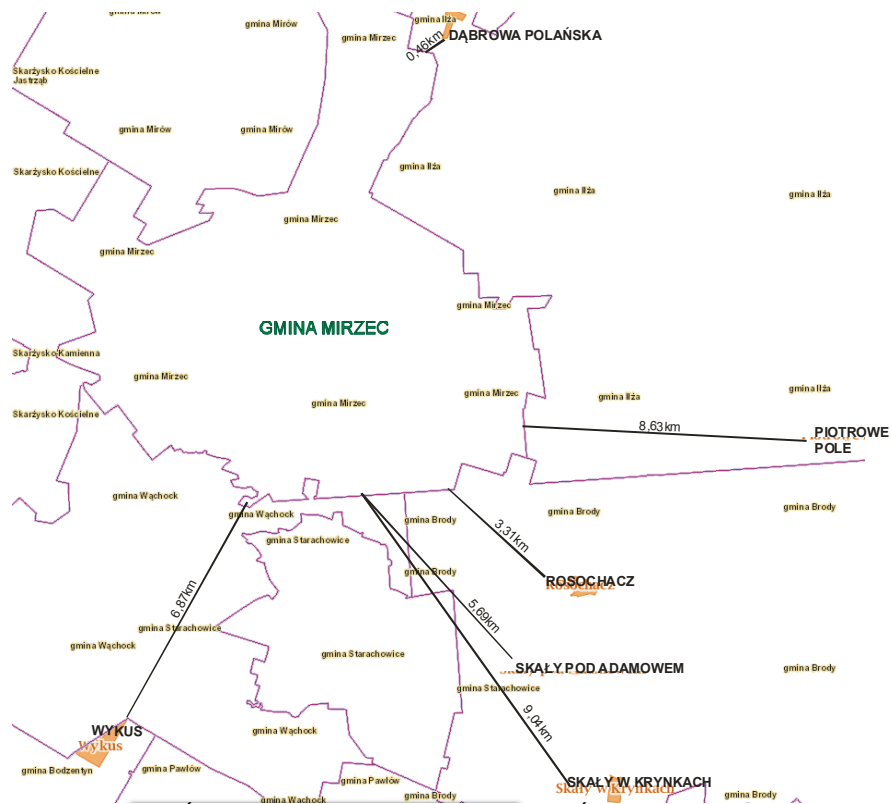 gmina Mirów
gmina Iłża
gmina Mirów
DĄBROWA POLAŃSKA
gmina Mirzec
0,46km
Skarżysko Kościelne
Jastrząb
gmina Mirów
gmina Mirów
gmina Iłża
Skarżysko Kościelne
gmina Iłża
gmina Iłża
gmina Mirzec
gmina Mirzec
gmina Mirzec
GMINA MIRZEC
Skarżysko-Kamienna
gmina Mirzec
gmina Mirzec
gmina Iłża
gmina Iłża
gmina Mirzec
Skarżysko Kościelne
8,63km
PIOTROWE
POLE
gmina Wąchock
gmina Wąchock
gmina Brody
gmina Brody
gmina Brody
gmina Starachowice
3,31km
gmina Brody
ROSOCHACZ
Rosochacz
6,87km
5,69km
gmina Starachowice
gmina Wąchock
gmina Starachowice
SKAŁY POD ADAMOWEM
gmina Brody
gmina Starachowice
9,04km
WYKUS
Wykus
gmina Wąchock
gmina Bodzentyn
gmina Pawłów
gmina Pawłów
SKAŁY W KRYNKACH
Skały w Krynkach
gmina Wąchock
gmina Brody
gmina Brody